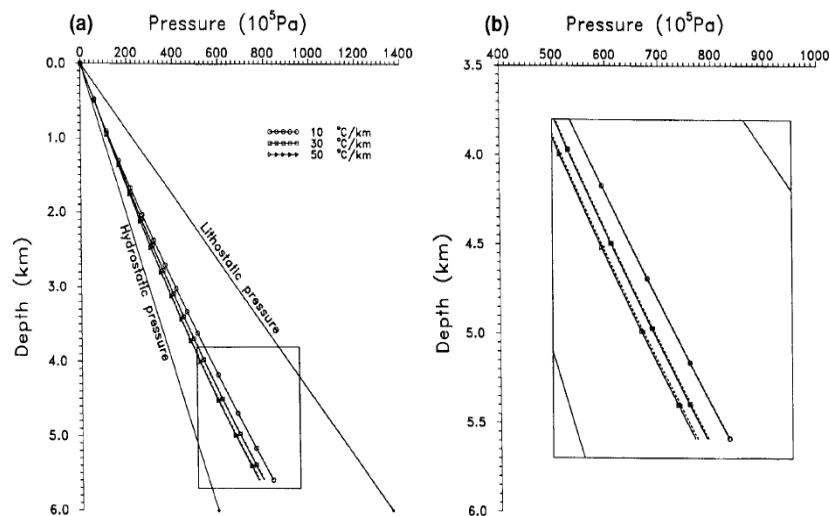 (a) Pressure (10⁵Pa)
0 200 400 600 800 1000 1400
0.0
1.0
2.0
3.0
4.0
5.0
6.0
Depth (km)
10 °C/km
30 °C/km
50 °C/km
Hydrostatic pressure
Lithostatic pressure
(b) Pressure (10⁵Pa)
400 500 600 700 800 900 1000
3.5
4.0
4.5
5.0
5.5
6.0
Depth (km)